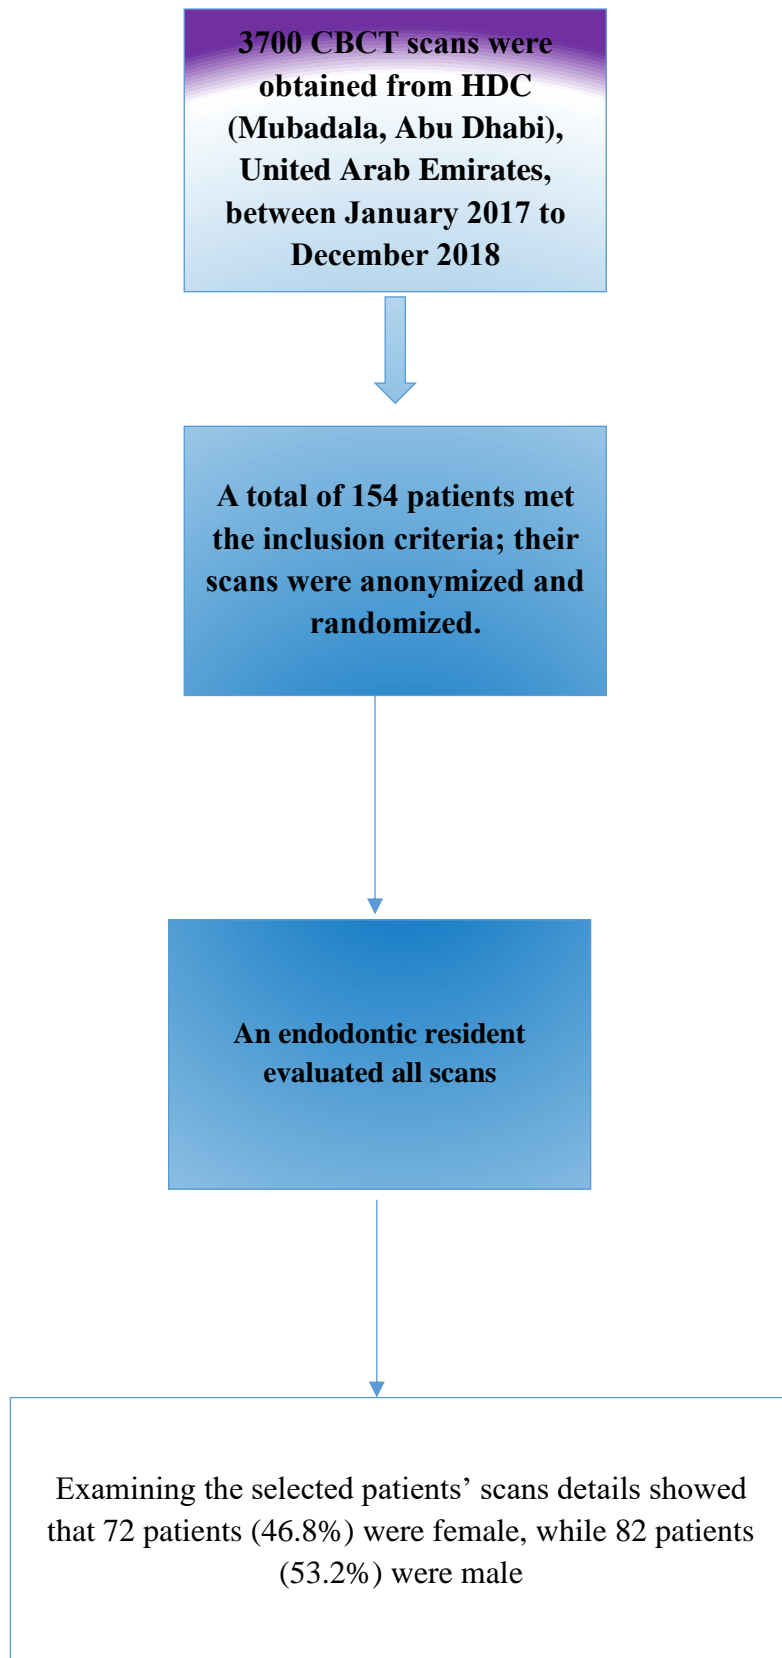 3700 CBCT scans were
obtained from HDC
(Mubadala, Abu Dhabi),
United Arab Emirates,
between January 2017 to
December 2018
A total of 154 patients met
the inclusion criteria; their
scans were anonymized and
randomized.
An endodontic resident
evaluated all scans
Examining the selected patients’ scans details showed
that 72 patients (46.8%) were female, while 82 patients
(53.2%) were male